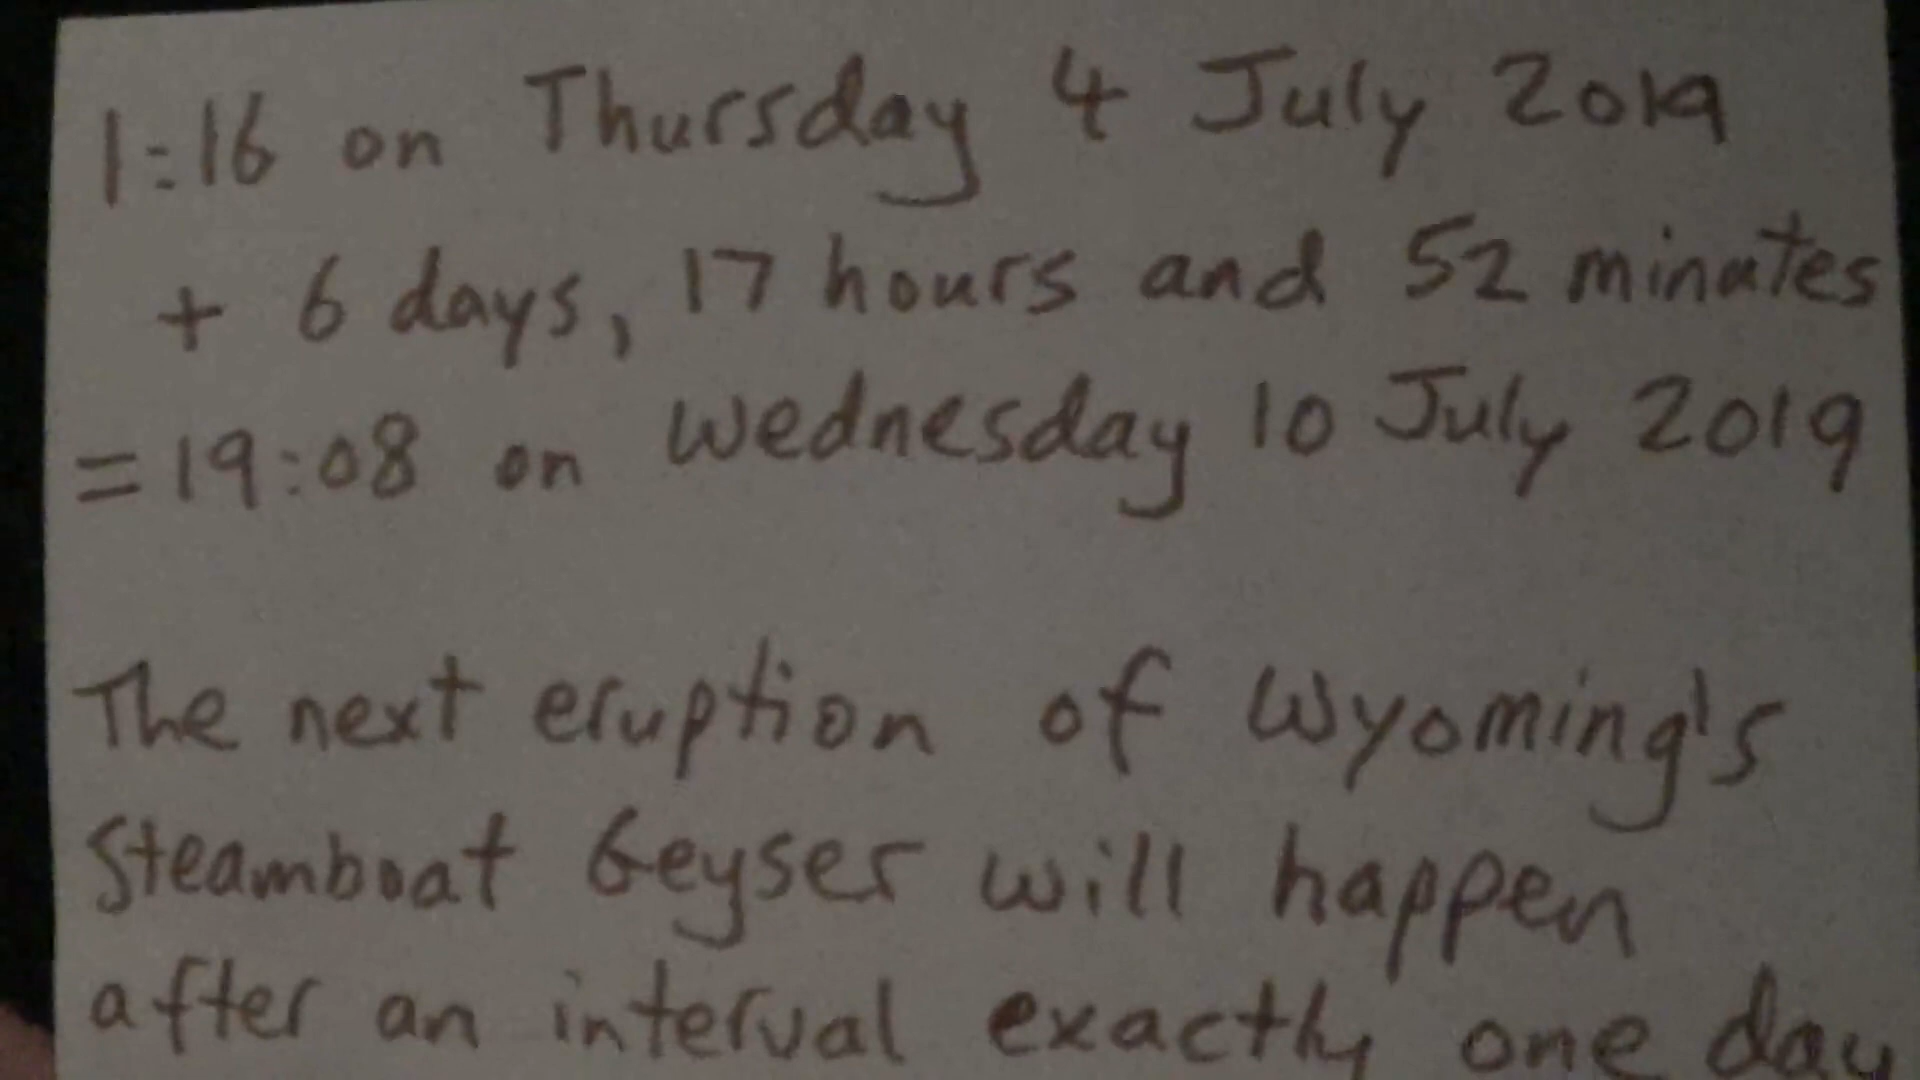 1:16 on Thursday 4 July 2019
+ 6 days, 17 hours and 52 minutes
= 19:08 on Wednesday 10 July 2019
The next eruption of Wyoming's
Steamboat Geyser will happen
after an interval exactly one day